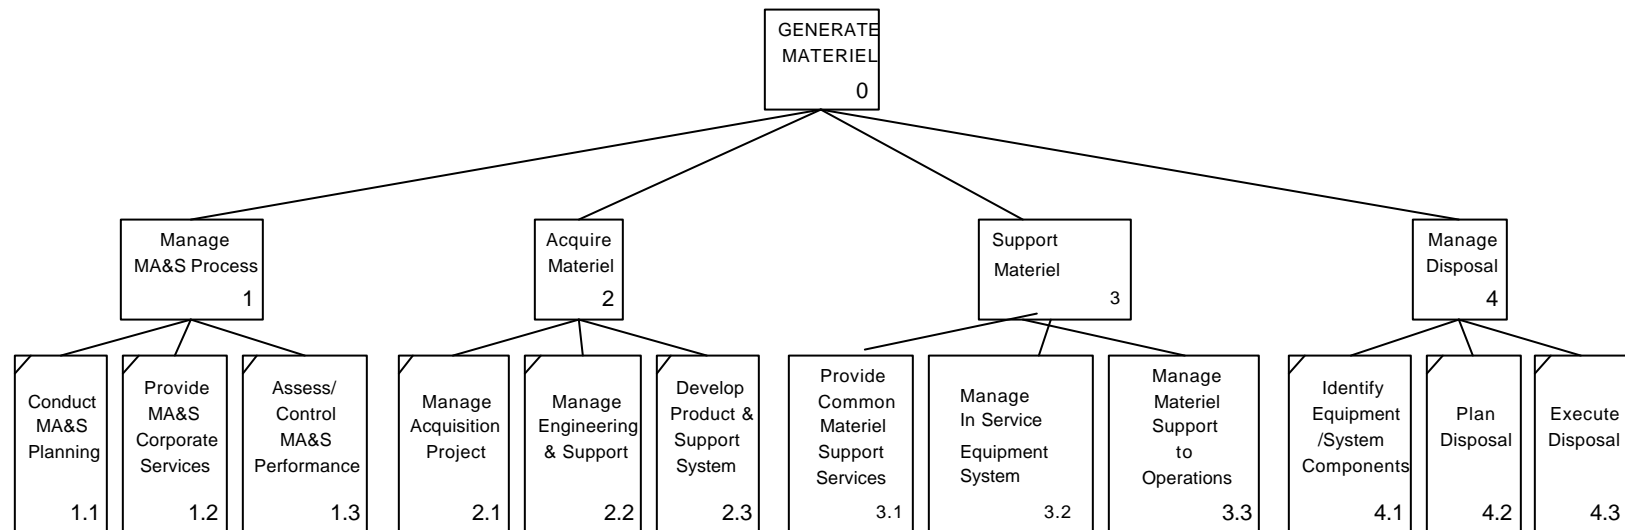 GENERATE
MATERIEL
0
Manage
MA&S Process
1
Acquire
Materiel
2
Support
Materiel
3
Manage
Disposal
4
Conduct
MA&S
Planning
1.1
Provide
MA&S
Corporate
Services
1.2
Assess/
Control
MA&S
Performance
1.3
Manage
Acquisition
Project
2.1
Manage
Engineering
& Support
2.2
Develop
Product &
Support
System
2.3
Provide
Common
Materiel
Support
Services
3.1
Manage
In Service
Equipment
System
3.2
Manage
Materiel
Support
to
Operations
3.3
Identify
Equipment
/System
Components
4.1
Plan
Disposal
4.2
Execute
Disposal
4.3